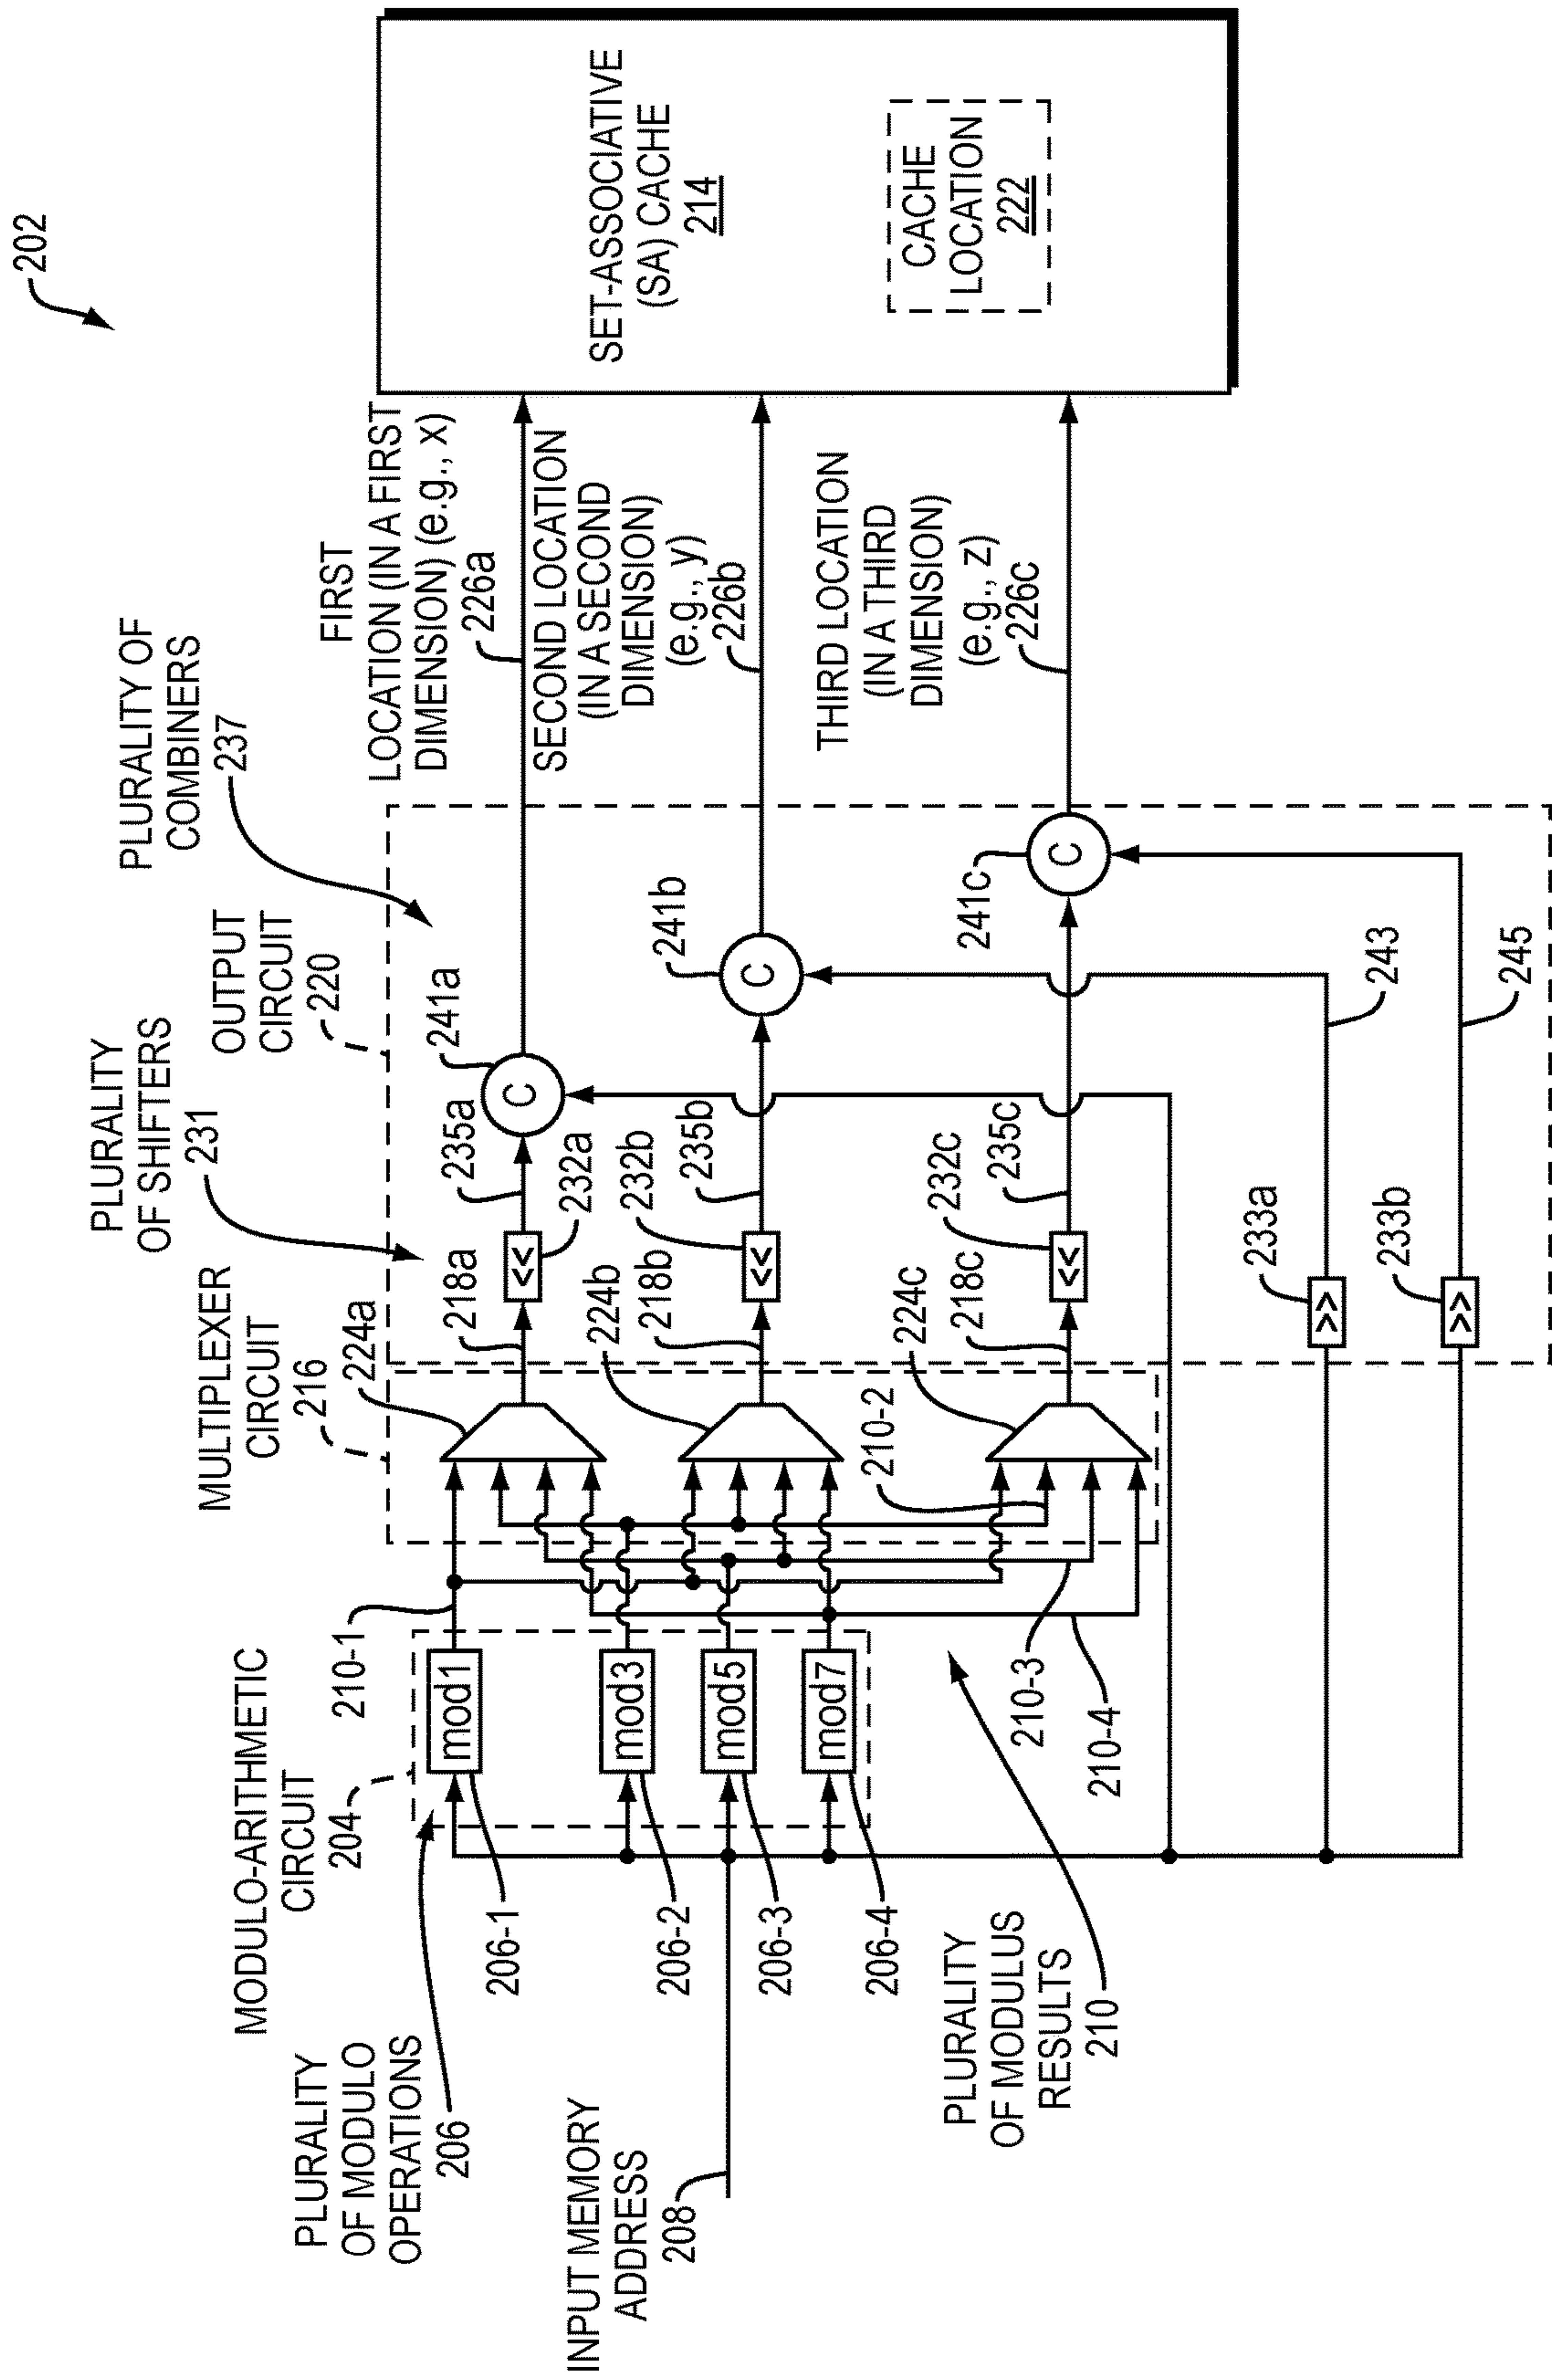 202
PLURALITY OF
COMBINERS
237
OUTPUT
CIRCUIT
220
PLURALITY
OF SHIFTERS
231
MULTIPLEXER
CIRCUIT
216
MODULO-ARITHMETIC
CIRCUIT
204
PLURALITY
OF MODULO
OPERATIONS
206
INPUT MEMORY
ADDRESS
208
206-1
206-2
206-3
206-4
mod1
mod3
mod5
mod7
210-1
210-2
210-3
210-4
PLURALITY
OF MODULUS
RESULTS
210
224a
224b
224c
218a
218b
218c
<<
<<
<<
232a
232b
232c
235a
235b
235c
>>
>>
233a
233b
243
245
C
C
C
241a
241b
241c
FIRST
LOCATION (IN A FIRST
DIMENSION) (e.g., x)
226a
SECOND LOCATION
(IN A SECOND
DIMENSION)
(e.g., y)
226b
THIRD LOCATION
(IN A THIRD
DIMENSION)
(e.g., z)
226c
SET-ASSOCIATIVE
(SA) CACHE
214
CACHE
LOCATION
222